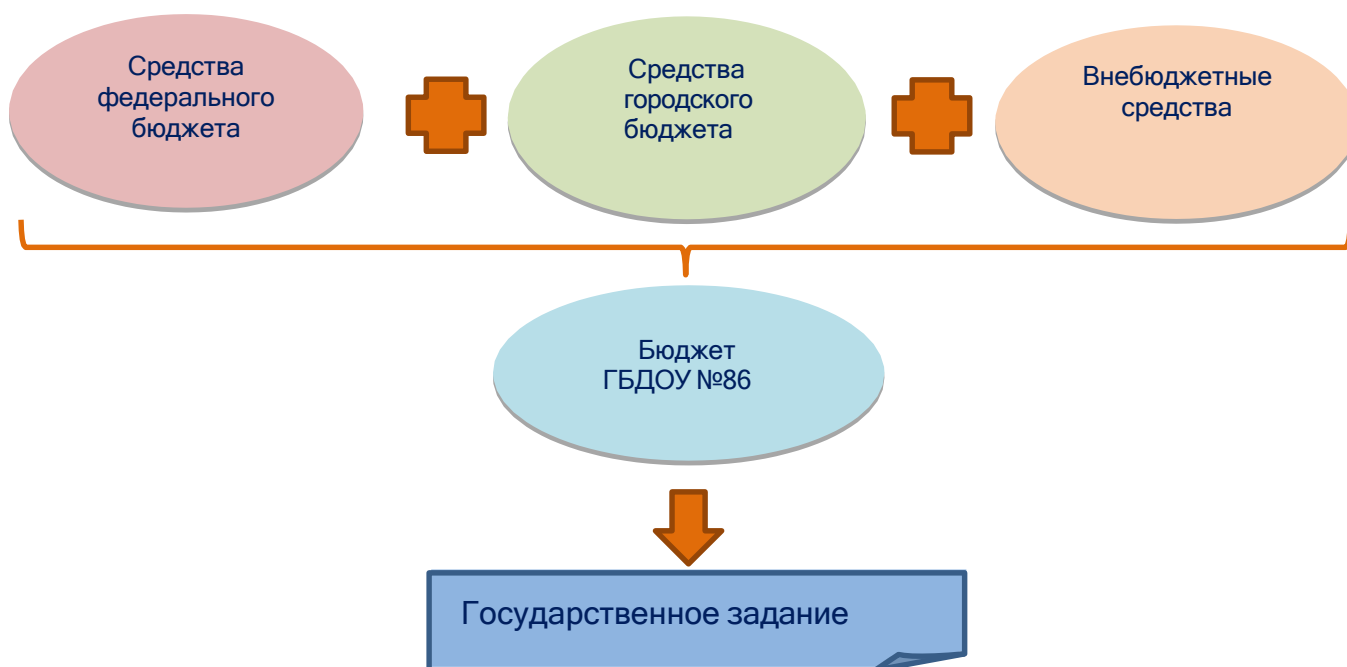 Средства
федерального
бюджета
Средства
городского
бюджета
Внебюджетные
средства
Бюджет
ГБДОУ №86
Государственное задание